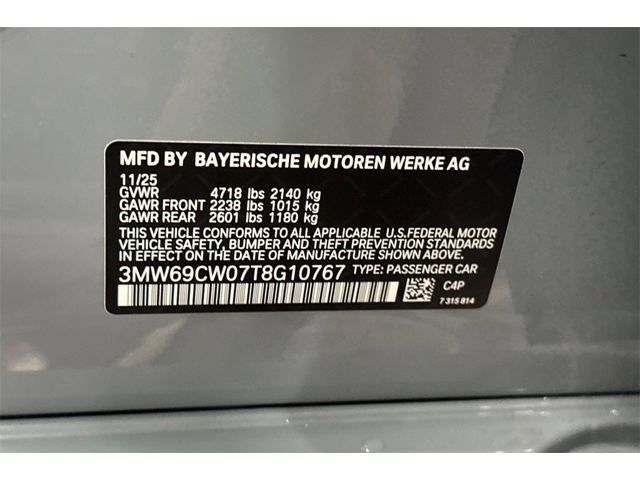 MFD BY BAYERISCHE MOTOREN WERKE AG
11/25
GVWR 4718 lbs 2140 kg
GAWR FRONT 2238 lbs 1015 kg
GAWR REAR 2601 lbs 1180 kg
THIS VEHICLE CONFORMS TO ALL APPLICABLE U.S.FEDERAL MOTOR
VEHICLE SAFETY, BUMPER, AND THEFT PREVENTION STANDARDS
IN EFFECT ON THE DATE OF MANUFACTURE SHOWN ABOVE.
3MW69CW07T8G10767 TYPE: PASSENGER CAR
C4P
7 315 814